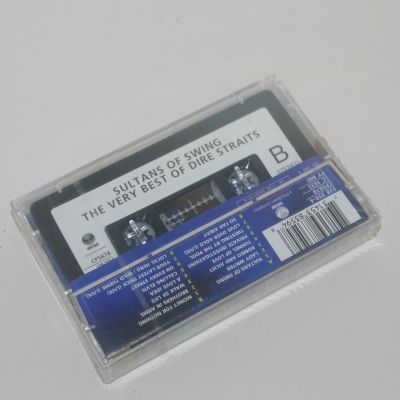 SULTANS OF SWING
THE VERY BEST OF DIRE STRAITS
B
CP5878
A
SULTANS OF SWING
LADY WRITER
ROMEO AND JULIET
TUNNEL OF LOVE
PRIVATE INVESTIGATIONS
TWISTING BY THE POOL
LOVE OVER GOLD (LIVE)
SO FAR AWAY
MONEY FOR NOTHING
BROTHERS IN ARMS
WALK OF LIFE
CALLING ELVIS
ON EVERY STREET
YOUR LATEST TRICK (LIVE)
LOCAL HERO / WILD THEME (LIVE)